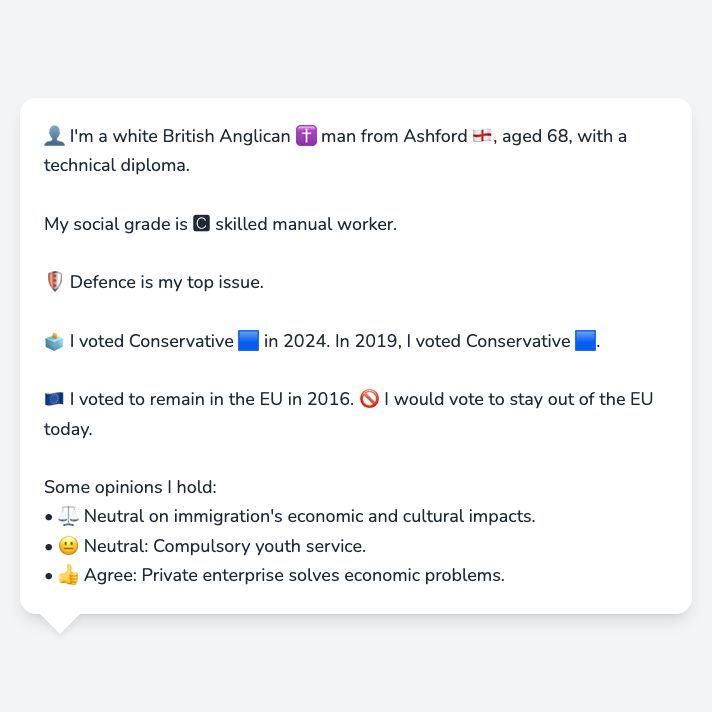 👤 I'm a white British Anglican ✝️ man from Ashford 🏴󠁧󠁢󠁥󠁮󠁧󠁿, aged 68, with a
technical diploma.
My social grade is 🅲 skilled manual worker.
🛡️ Defence is my top issue.
🗳️ I voted Conservative 🟦 in 2024. In 2019, I voted Conservative 🟦.
🇪🇺 I voted to remain in the EU in 2016. 🚫 I would vote to stay out of the EU
today.
Some opinions I hold:
• ⚖️ Neutral on immigration's economic and cultural impacts.
• 😐 Neutral: Compulsory youth service.
• 👍 Agree: Private enterprise solves economic problems.